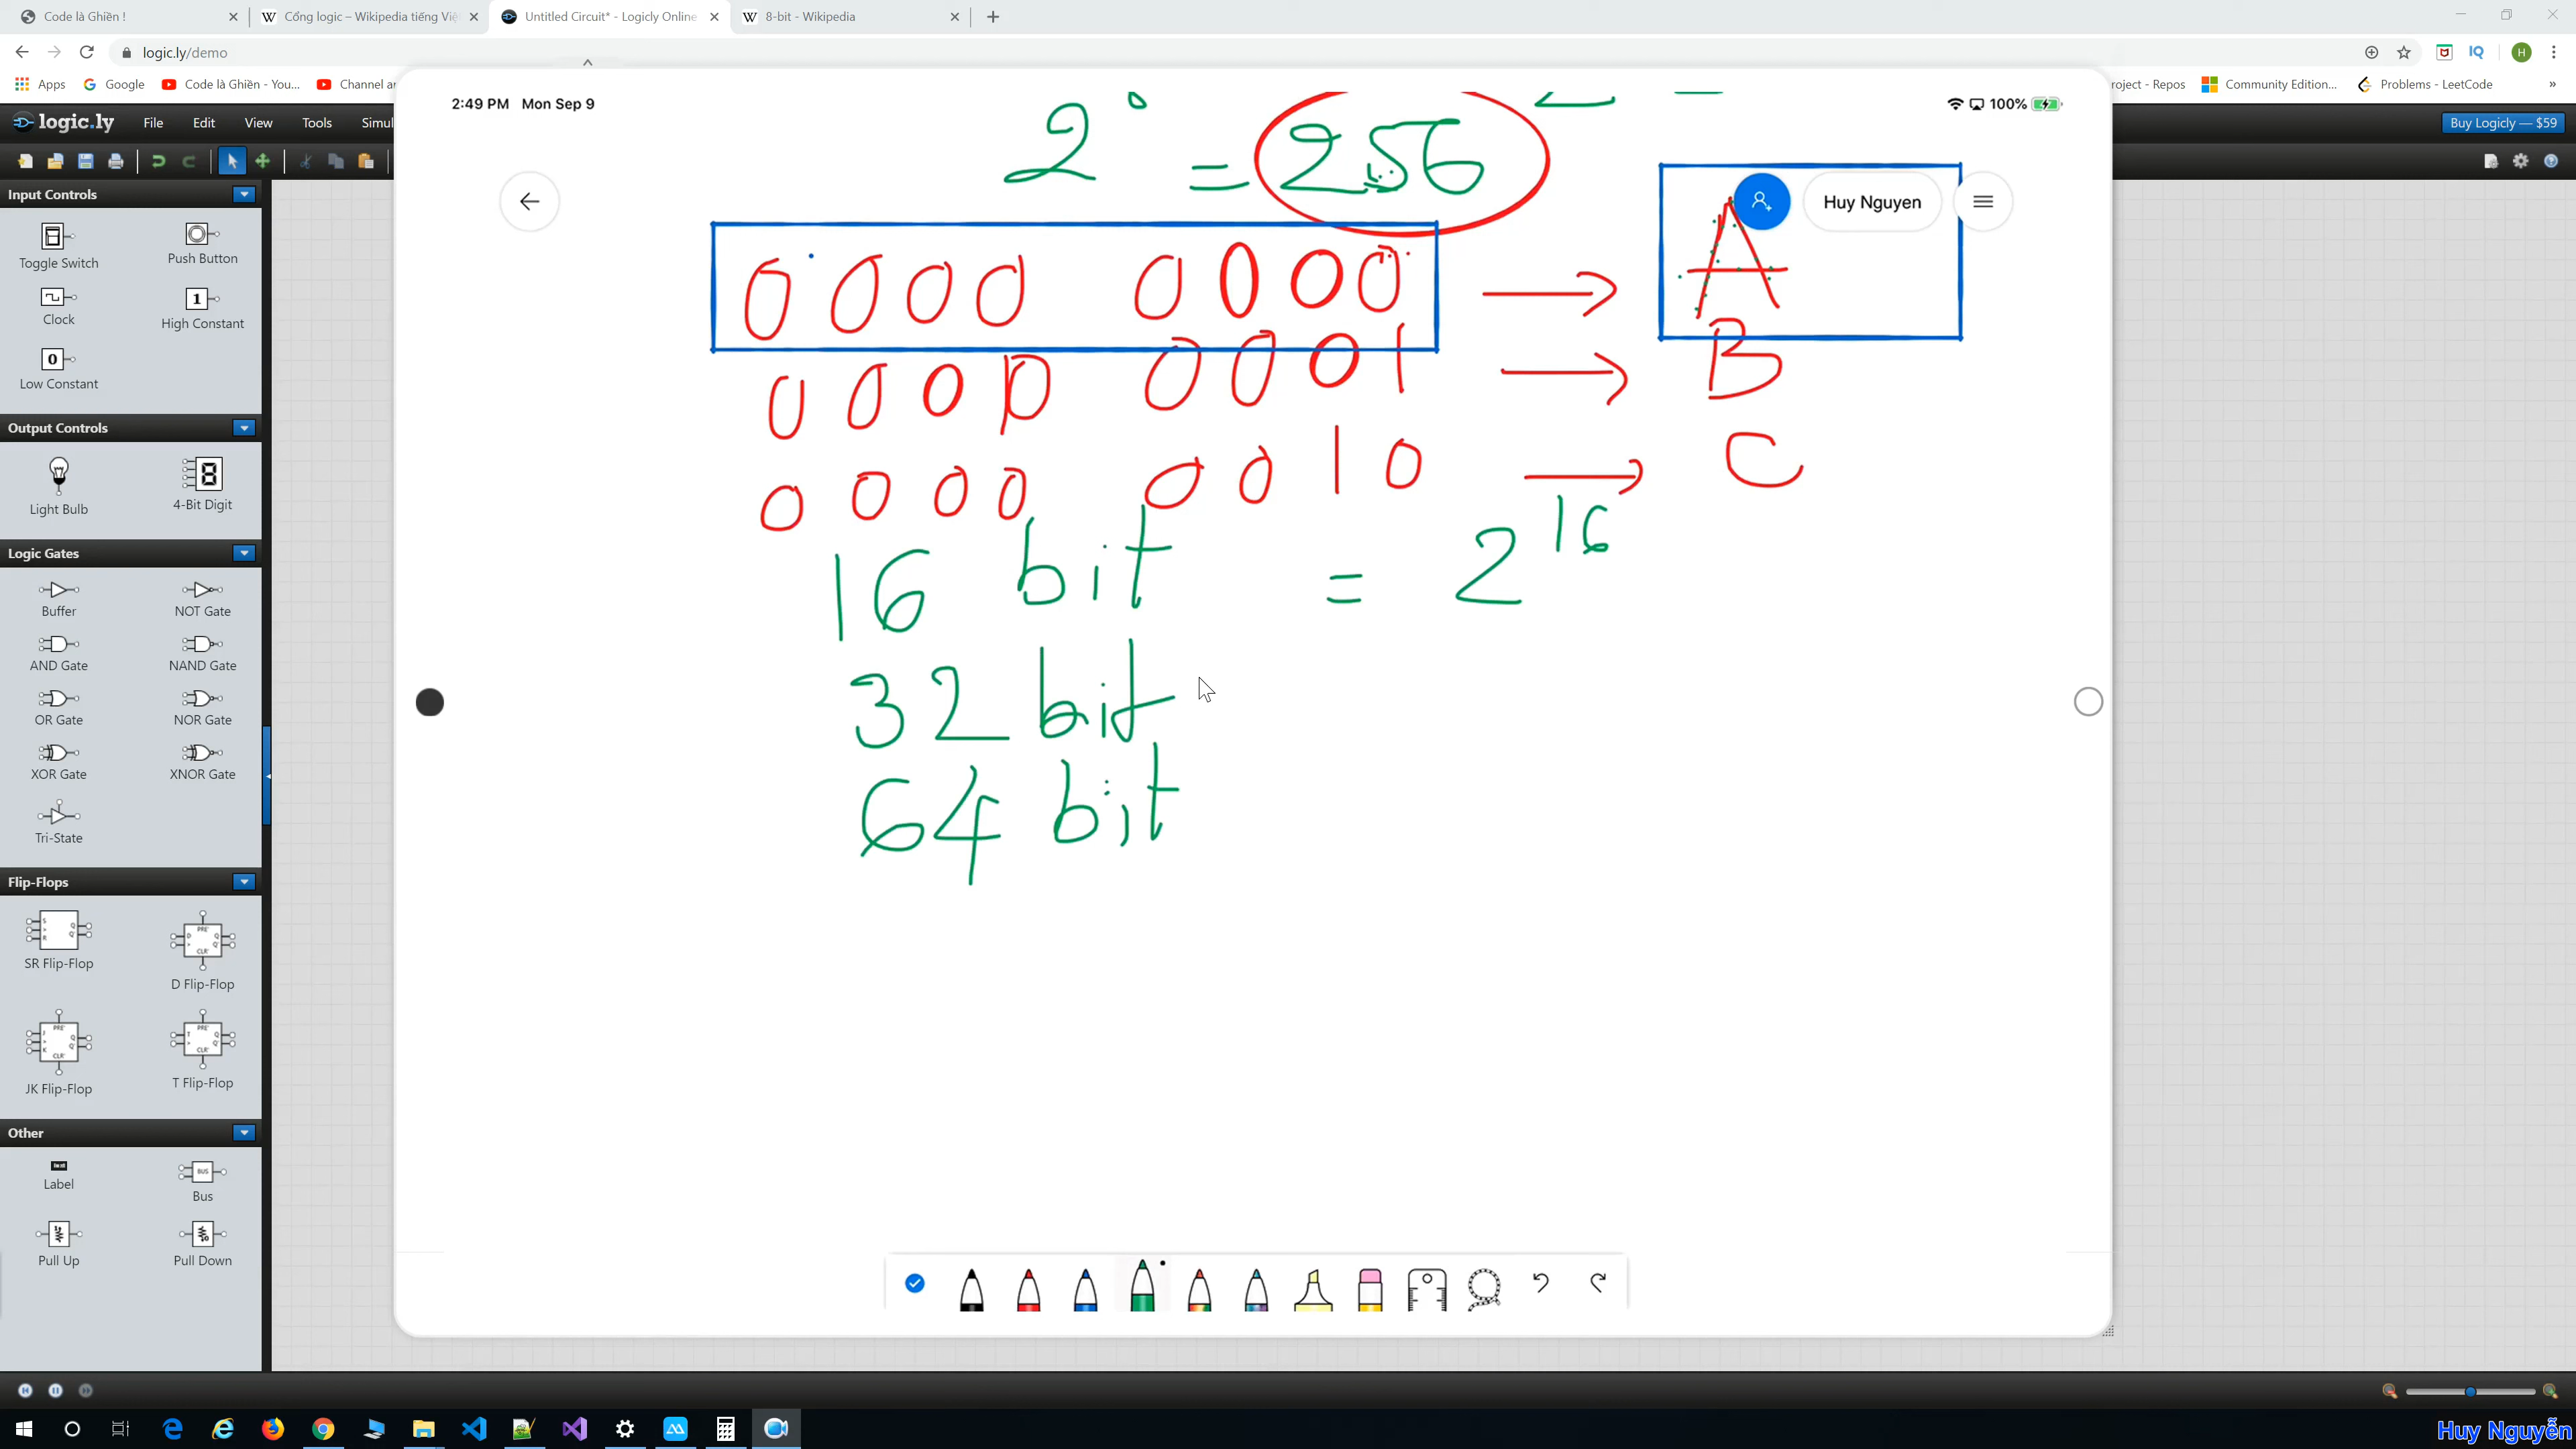 Code là Ghiền !
Cổng logic – Wikipedia tiếng Việ
Untitled Circuit* - Logicly Online
8-bit - Wikipedia
logic.ly/demo
Apps
Google
Code là Ghiền - You...
Channel a
roject - Repos
Community Edition...
Problems - LeetCode
logic.ly
File
Edit
View
Tools
Simul
Buy Logicly — $59
2:49 PM Mon Sep 9
100%
Huy Nguyen
= 256
0000 0000 → A
0000 0001 → B
0000 0010 → C
16 bit = 2^16
32 bit
64 bit
Input Controls
Toggle Switch
Push Button
Clock
High Constant
Low Constant
Output Controls
Light Bulb
4-Bit Digit
Logic Gates
Buffer
NOT Gate
AND Gate
NAND Gate
OR Gate
NOR Gate
XOR Gate
XNOR Gate
Tri-State
Flip-Flops
SR Flip-Flop
D Flip-Flop
JK Flip-Flop
T Flip-Flop
Other
Label
Bus
Pull Up
Pull Down
Huy Nguyễn